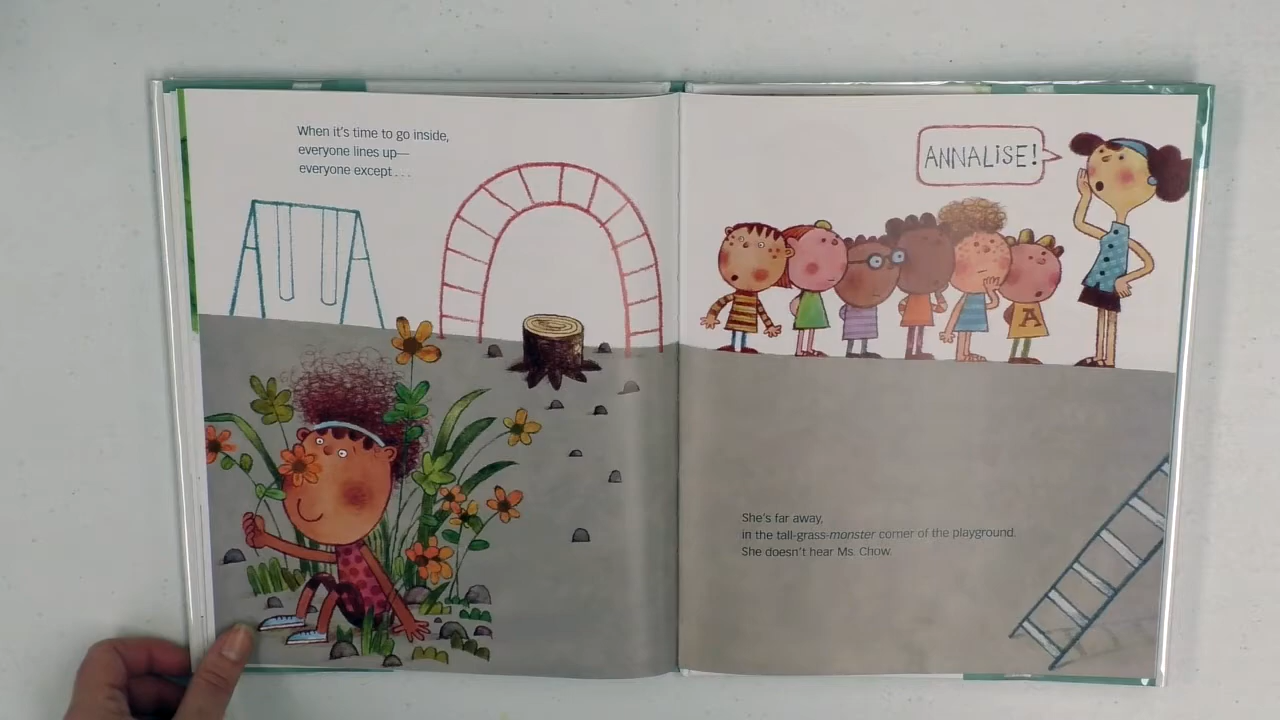 When it's time to go inside,
everyone lines up—
everyone except . . .
ANNALISE!
A
She's far away,
in the tall-grass-monster corner of the playground.
She doesn't hear Ms. Chow.